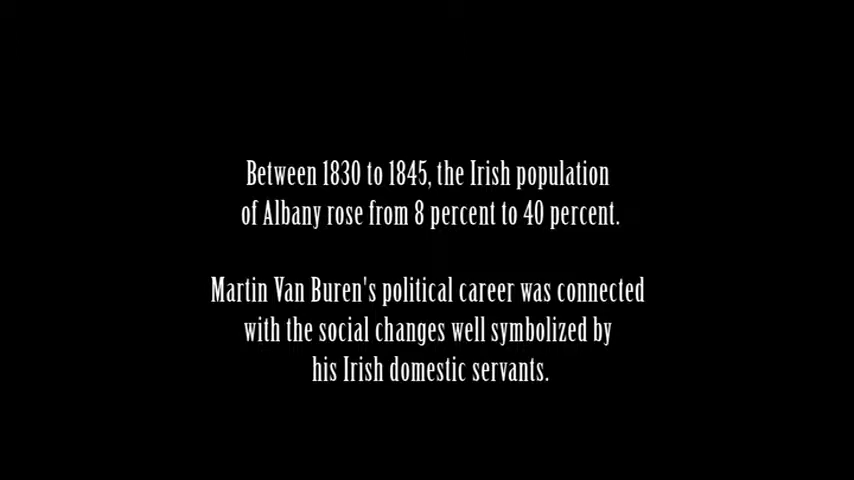 Between 1830 to 1845, the Irish population
of Albany rose from 8 percent to 40 percent.
Martin Van Buren's political career was connected
with the social changes well symbolized by
his Irish domestic servants.